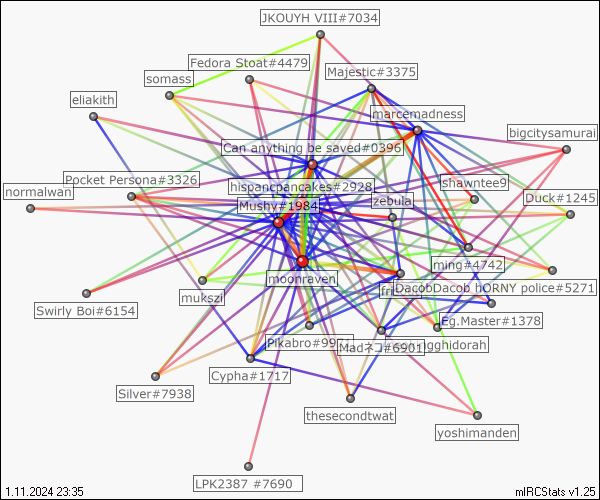 JKOUYH VIII#7034
Fedora Stoat#4479
Majestic#3375
somass
eliakith
marcemadness
bigcitysamurai
Can anything be saved#0396
Pocket Persona#3326
hispancpancakes#2928
shawntee9
normalwan
zebula
Duck#1245
Mushy#1984
ming#4742
moonraven
DacobDacob hORNY police#5271
mukszi
Swirly Boi#6154
Eg.Master#1378
Pikabro#9971
Madネコ#6901
gghidorah
Cypha#1717
Silver#7938
thesecondtwat
yoshimanden
LPK2387 #7690
1.11.2024 23:35
mIRCStats v1.25